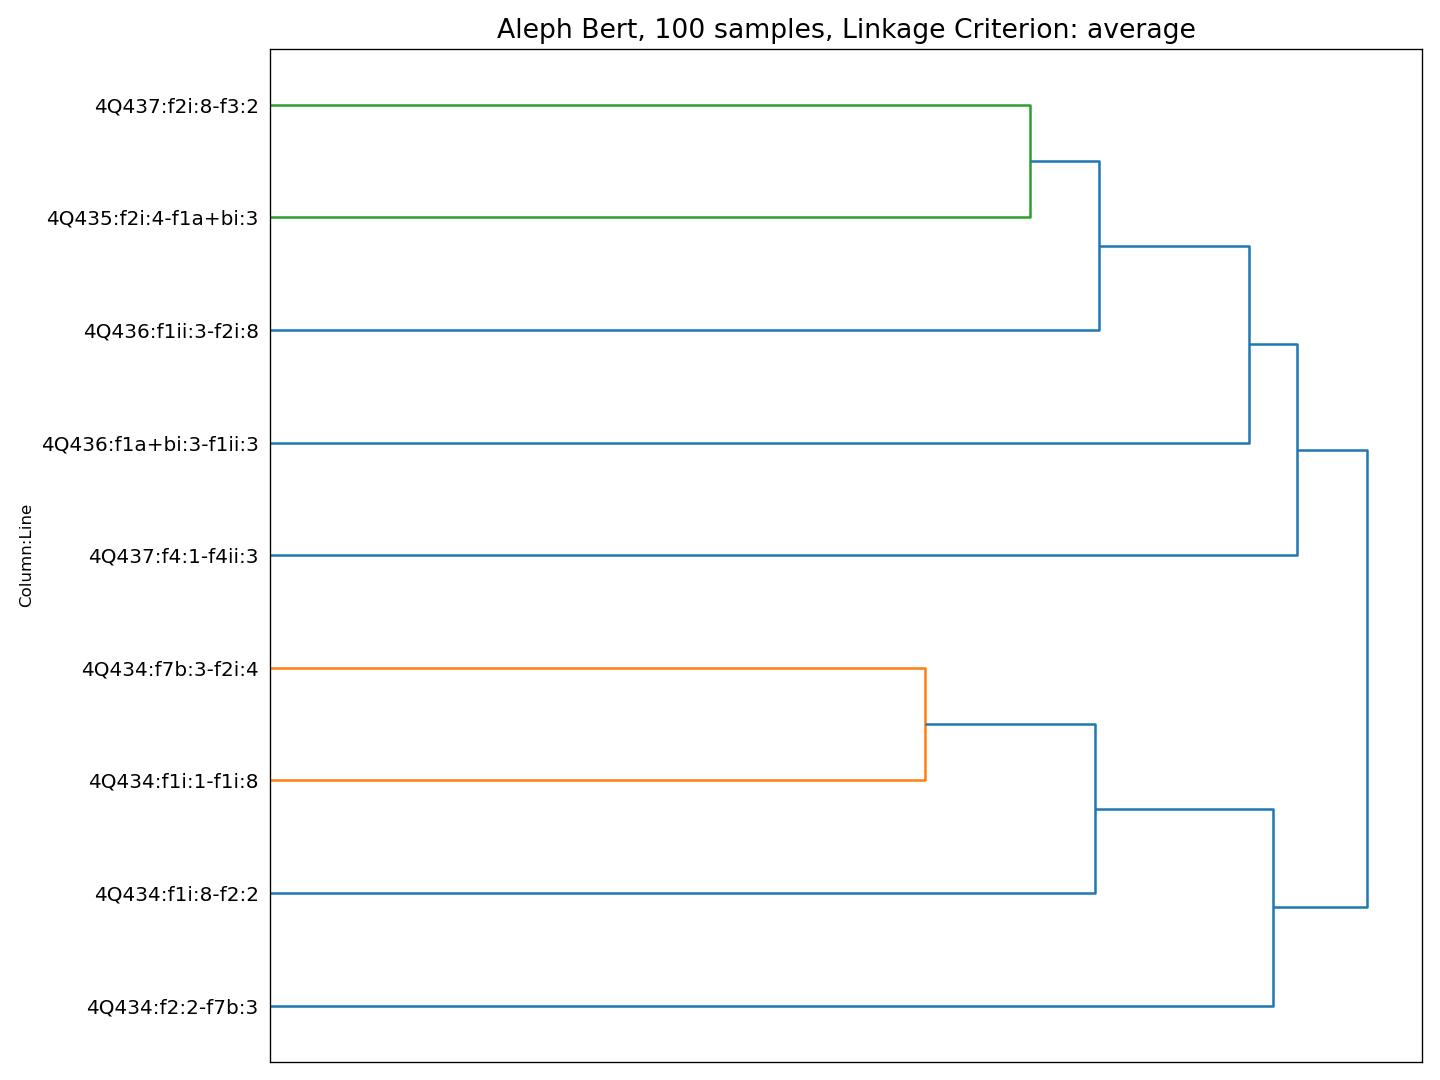 Aleph Bert, 100 samples, Linkage Criterion: average
4Q437:f2i:8-f3:2
4Q435:f2i:4-f1a+bi:3
4Q436:f1ii:3-f2i:8
4Q436:f1a+bi:3-f1ii:3
4Q437:f4:1-f4ii:3
4Q434:f7b:3-f2i:4
4Q434:f1i:1-f1i:8
4Q434:f1i:8-f2:2
4Q434:f2:2-f7b:3
Column:Line